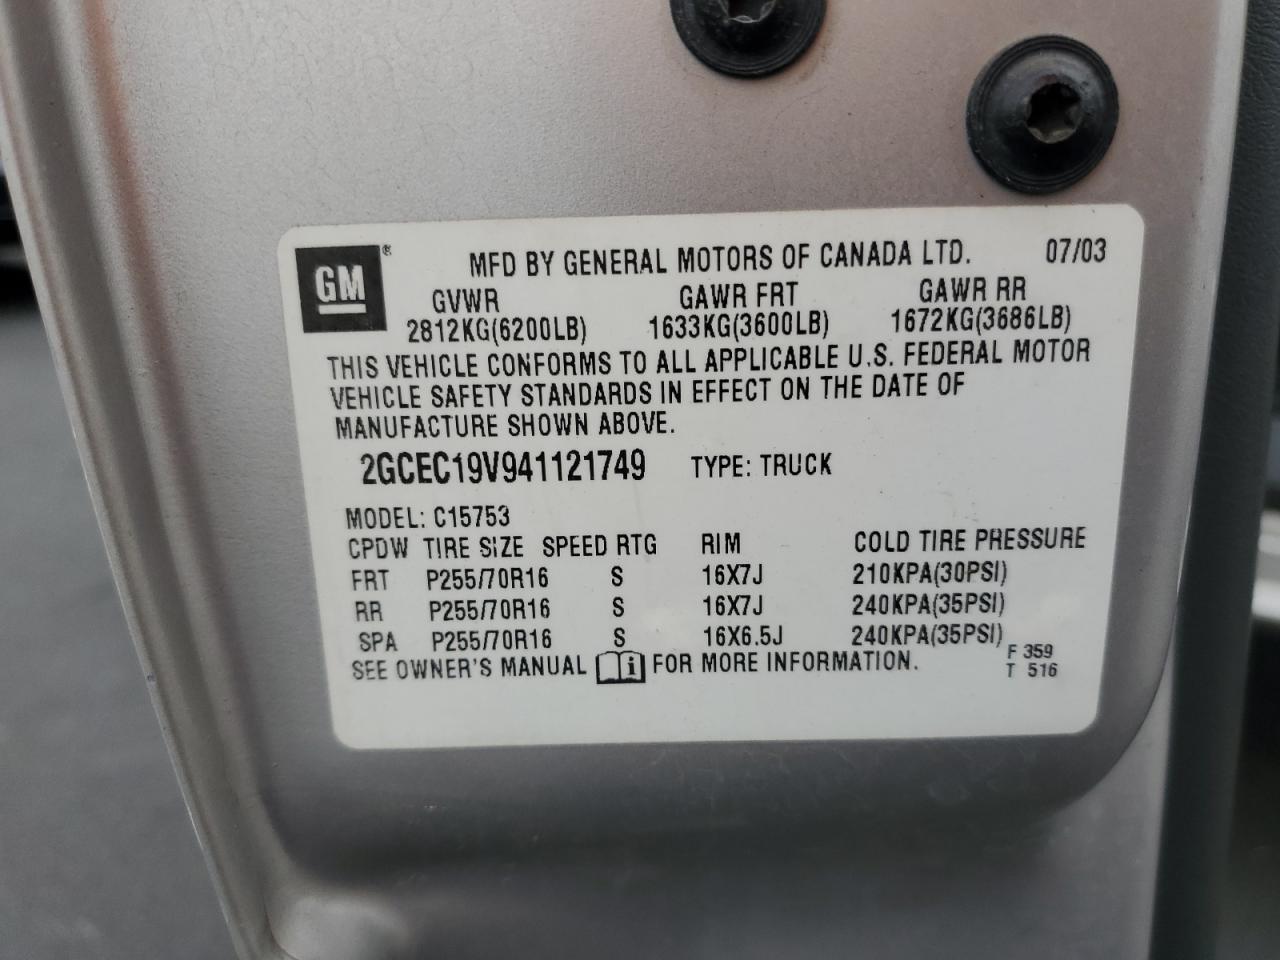 GM ® MFD BY GENERAL MOTORS OF CANADA LTD. 07/03
GVWR GAWR FRT GAWR RR
2812KG(6200LB) 1633KG(3600LB) 1672KG(3686LB)
THIS VEHICLE CONFORMS TO ALL APPLICABLE U.S. FEDERAL MOTOR
VEHICLE SAFETY STANDARDS IN EFFECT ON THE DATE OF
MANUFACTURE SHOWN ABOVE.
2GCEC19V941121749 TYPE: TRUCK
MODEL: C15753
CPDW TIRE SIZE SPEED RTG RIM COLD TIRE PRESSURE
FRT P255/70R16 S 16X7J 210KPA(30PSI)
RR P255/70R16 S 16X7J 240KPA(35PSI)
SPA P255/70R16 S 16X6.5J 240KPA(35PSI)
SEE OWNER'S MANUAL i FOR MORE INFORMATION.
F 359
T 516